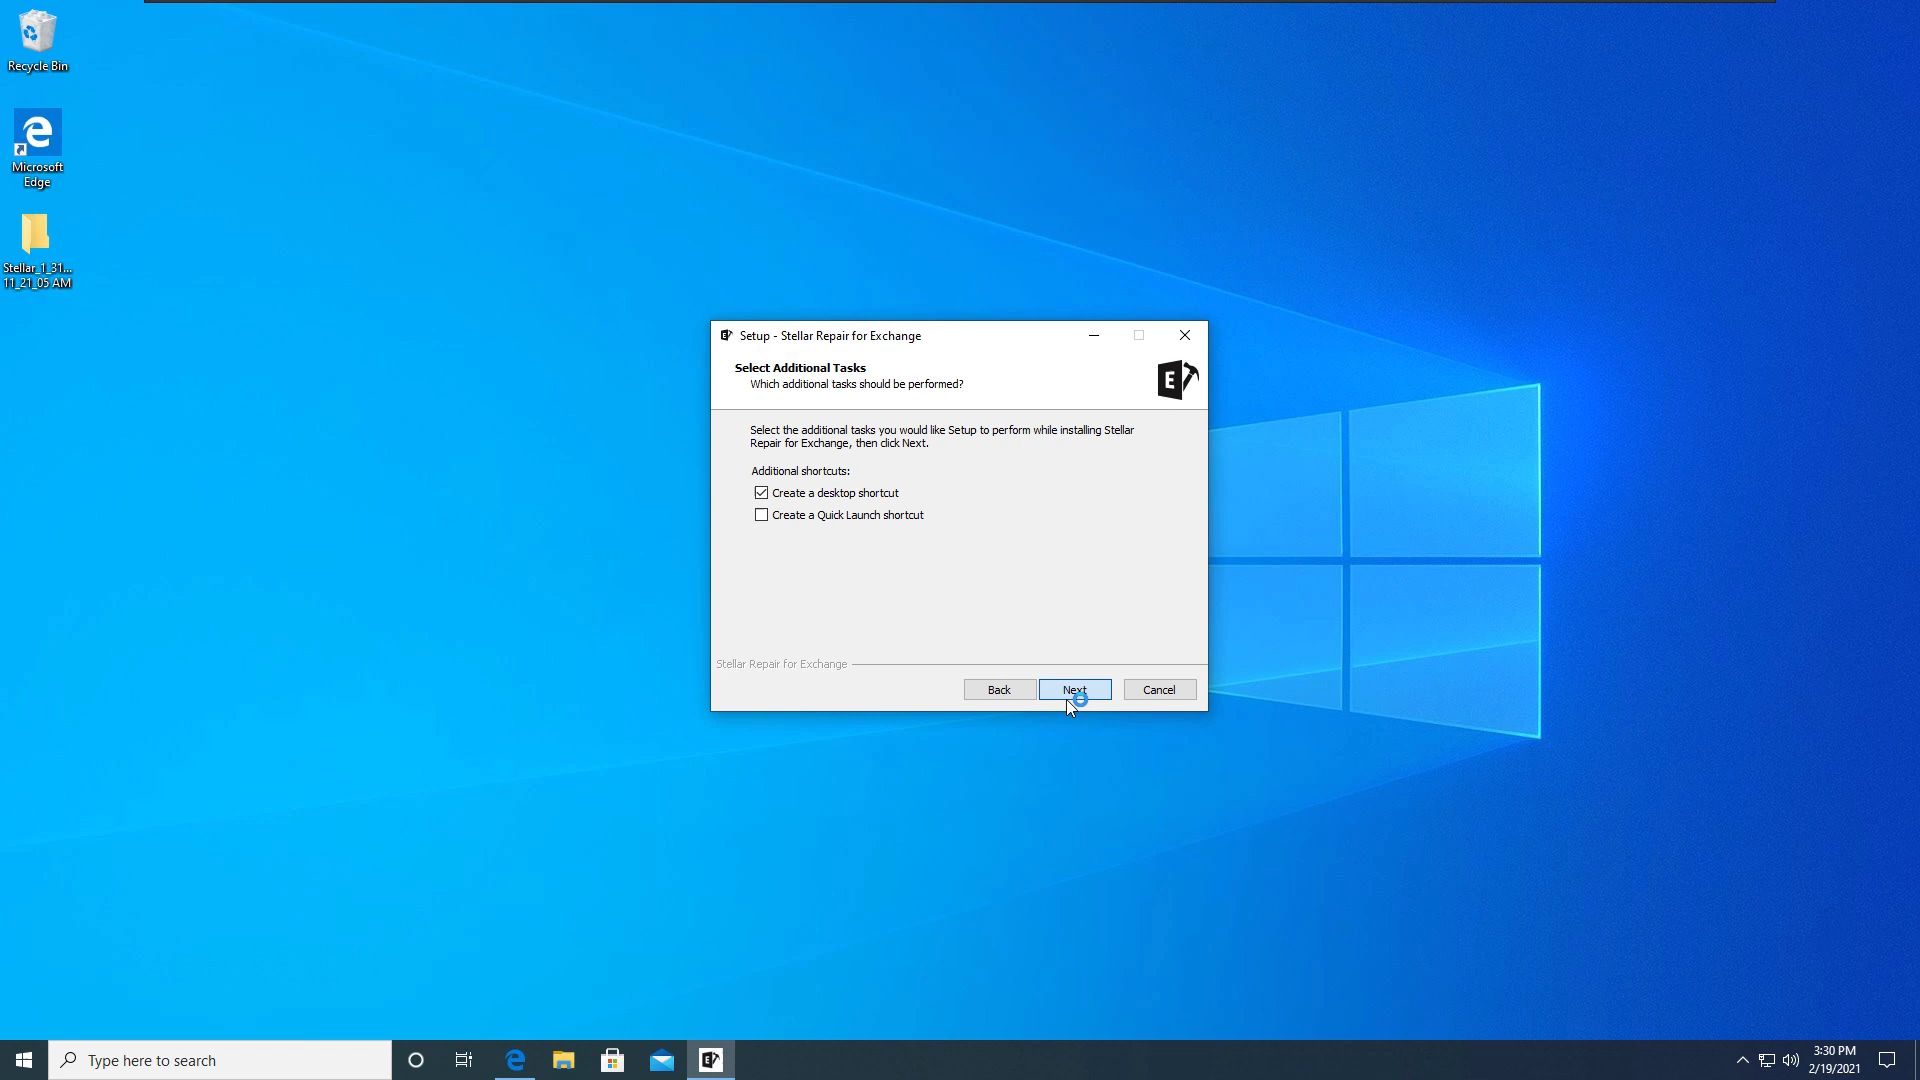 Recycle Bin
Microsoft
Edge
Stellar_1_31...
11_21_05 AM
Setup - Stellar Repair for Exchange
Select Additional Tasks
Which additional tasks should be performed?
E
Select the additional tasks you would like Setup to perform while installing Stellar
Repair for Exchange, then click Next.
Additional shortcuts:
Create a desktop shortcut
Create a Quick Launch shortcut
Stellar Repair for Exchange
Back
Next
Cancel
Type here to search
3:30 PM
2/19/2021